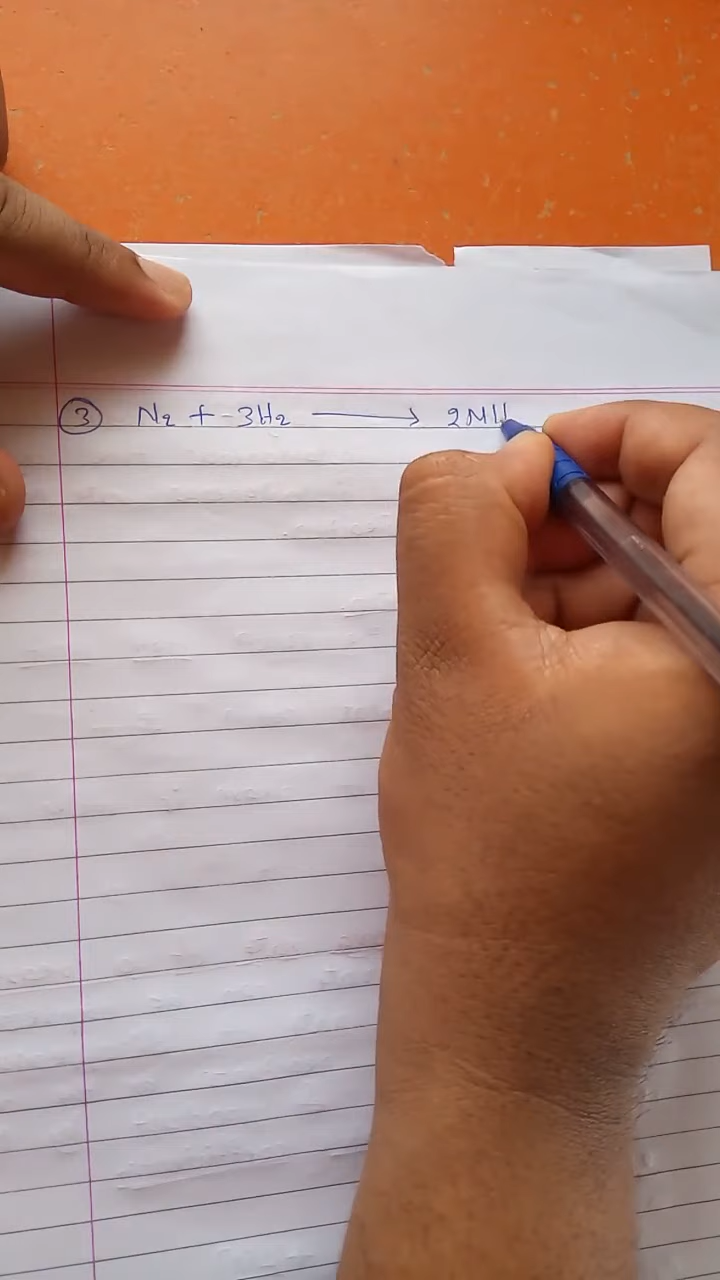 ③ N₂ + 3H₂ ⟶ 2NH